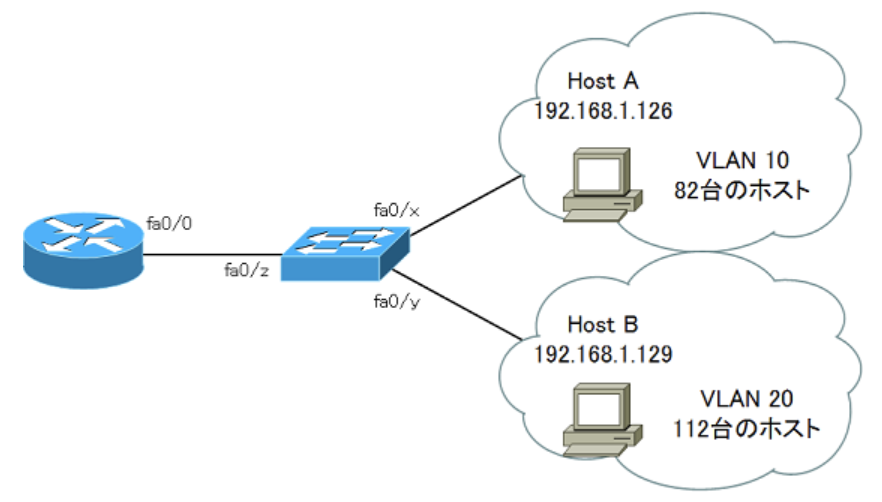 Host A
192.168.1.126
VLAN 10
82台のホスト
fa0/0
fa0/z
fa0/x
fa0/y
Host B
192.168.1.129
VLAN 20
112台のホスト